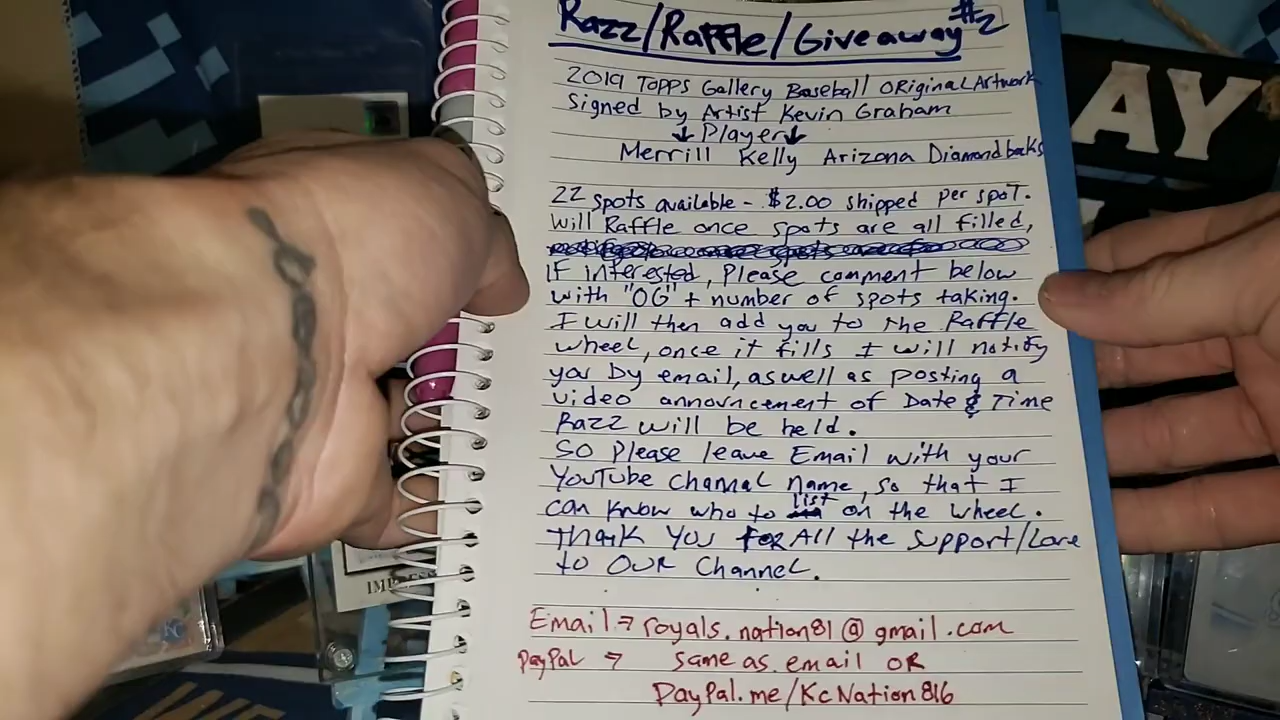 Razz/Raffle/Giveaway #2
2019 Topps Gallery Baseball Original Artwork
Signed by Artist Kevin Graham
↓Player↓
Merrill Kelly Arizona Diamondbacks
22 spots available - $2.00 shipped per spot.
Will Raffle once spots are all filled,
If interested, Please comment below
with "OG" + number of spots taking.
I will then add you to the Raffle
wheel, once it fills I will notify
you by email, aswell as posting a
video announcement of Date & Time
Razz will be held.
So Please leave Email with your
YouTube Channal name, so that I
can know who to list on the wheel.
Thank You For All the support/Love
to OUR Channel.
Email → royals.nation81@gmail.com
PayPal → same as email OR
PayPal.me/KcNation816
AY